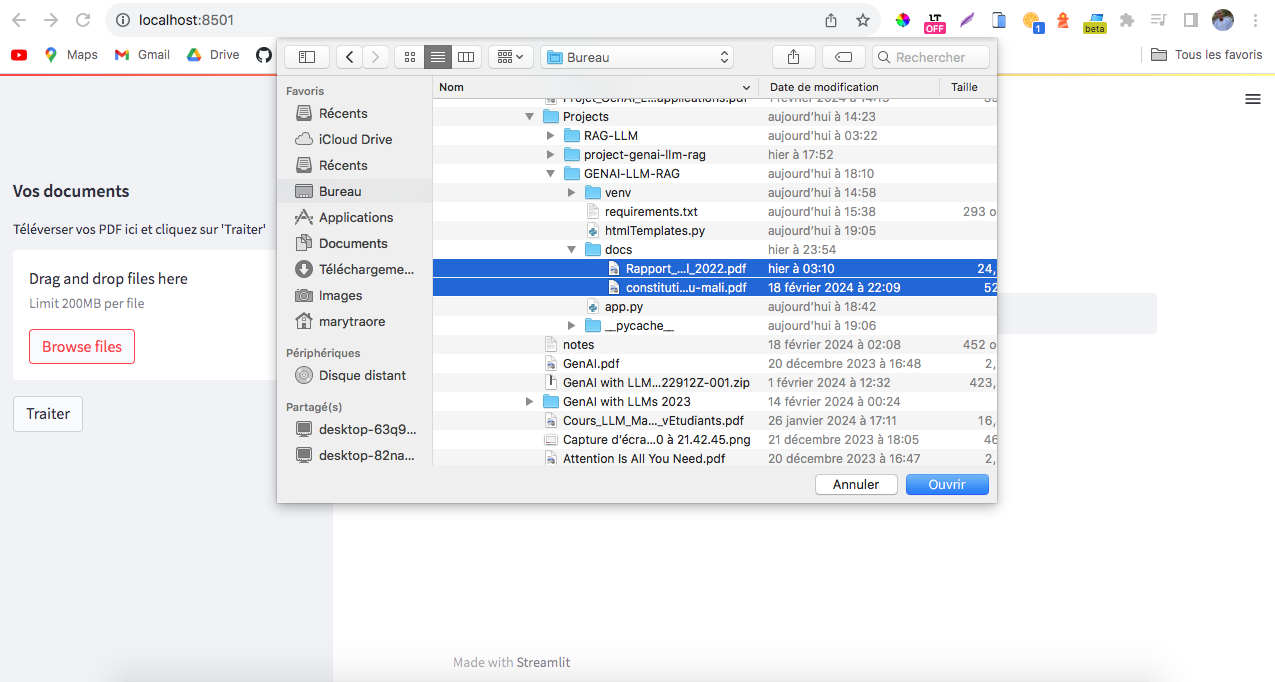 localhost:8501
LT
OFF
1
beta
Maps
Gmail
Drive
Tous les favoris
Bureau
Rechercher
Favoris
Récents
iCloud Drive
Récents
Bureau
Applications
Documents
Téléchargeme...
Images
marytraore
Périphériques
Disque distant
Partagé(s)
desktop-63q9...
desktop-82na...
Nom Date de modification Taille
Projet_GenAI_L...applications.pdf
Projects aujourd’hui à 14:23
RAG-LLM aujourd’hui à 03:22
project-genai-llm-rag hier à 17:52
GENAI-LLM-RAG aujourd’hui à 18:10
venv aujourd’hui à 14:58
requirements.txt aujourd’hui à 15:38 293 o
htmlTemplates.py aujourd’hui à 19:05
docs hier à 23:54
Rapport_...l_2022.pdf hier à 03:10 24,
constituti...u-mali.pdf 18 février 2024 à 22:09 52
app.py aujourd’hui à 18:42
__pycache__ aujourd’hui à 19:06
notes 18 février 2024 à 02:08 452 o
GenAI.pdf 20 décembre 2023 à 16:48 2,
GenAI with LLM...22912Z-001.zip 1 février 2024 à 12:32 423,
GenAI with LLMs 2023 14 février 2024 à 00:24
Cours_LLM_Ma..._vEtudiants.pdf 26 janvier 2024 à 17:11 16,
Capture d’écra...0 à 21.42.45.png 21 décembre 2023 à 18:05 46
Attention Is All You Need.pdf 20 décembre 2023 à 16:47 2,
Annuler
Ouvrir
Vos documents
Téléverser vos PDF ici et cliquez sur 'Traiter'
Drag and drop files here
Limit 200MB per file
Browse files
Traiter
Made with Streamlit